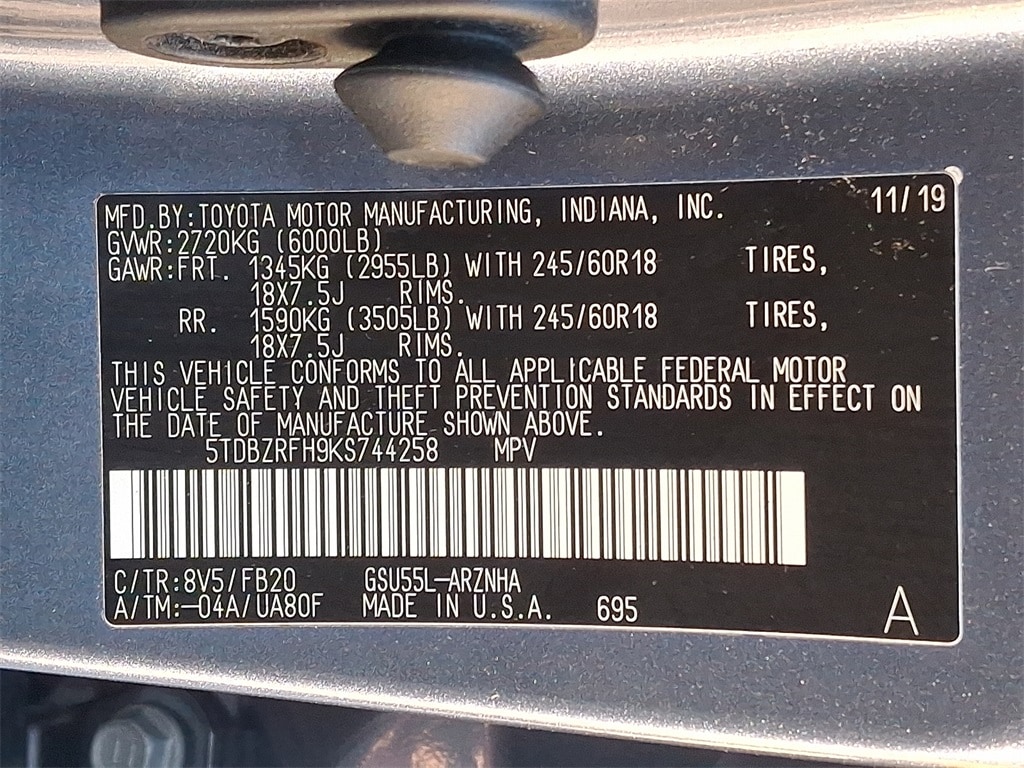 MFD.BY:TOYOTA MOTOR MANUFACTURING, INDIANA, INC. 11/19
GVWR:2720KG (6000LB)
GAWR:FRT. 1345KG (2955LB) WITH 245/60R18 TIRES,
18X7.5J RIMS.
RR. 1590KG (3505LB) WITH 245/60R18 TIRES,
18X7.5J RIMS.
THIS VEHICLE CONFORMS TO ALL APPLICABLE FEDERAL MOTOR
VEHICLE SAFETY AND THEFT PREVENTION STANDARDS IN EFFECT ON
THE DATE OF MANUFACTURE SHOWN ABOVE.
5TDBZRFH9KS744258 MPV
C/TR:8V5/FB20 GSU55L-ARZNHA
A/TM:-04A/UA80F MADE IN U.S.A. 695 A